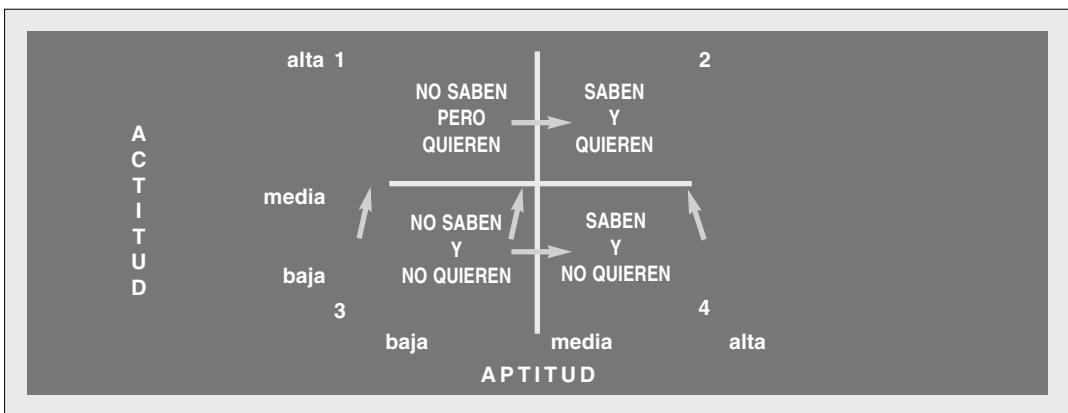 alta 1
2
NO SABEN
PERO
QUIEREN
SABEN
Y
QUIEREN
ACTITUD
media
NO SABEN
Y
NO QUIEREN
SABEN
Y
NO QUIEREN
baja
3
4
baja
media
alta
APTITUD